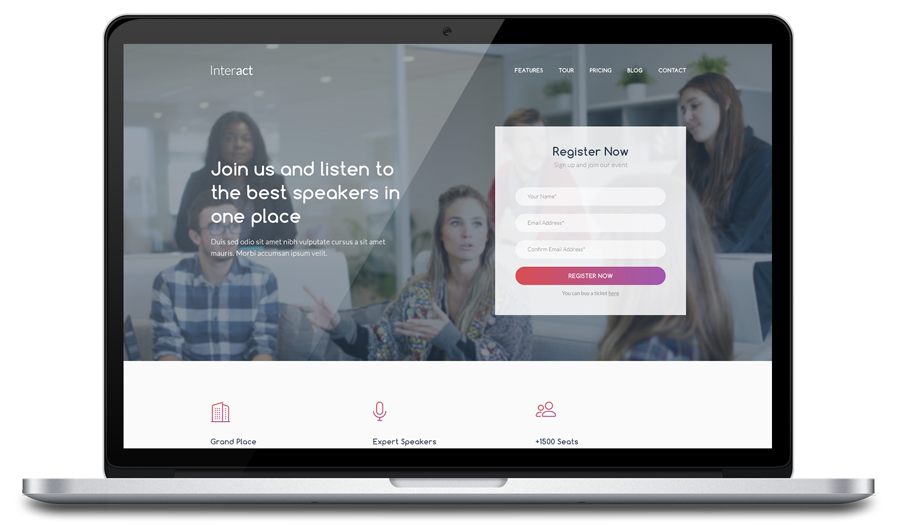 Interact
FEATURES TOUR PRICING BLOG CONTACT
Join us and listen to
the best speakers in
one place
Duis sed odio sit amet nibh vulputate cursus a sit amet
mauris. Morbi accumsan ipsum velit.
Register Now
Sign up and join our event
Your Name*
Email Address*
Confirm Email Address*
REGISTER NOW
You can buy a ticket here
Grand Place
Expert Speakers
+1500 Seats